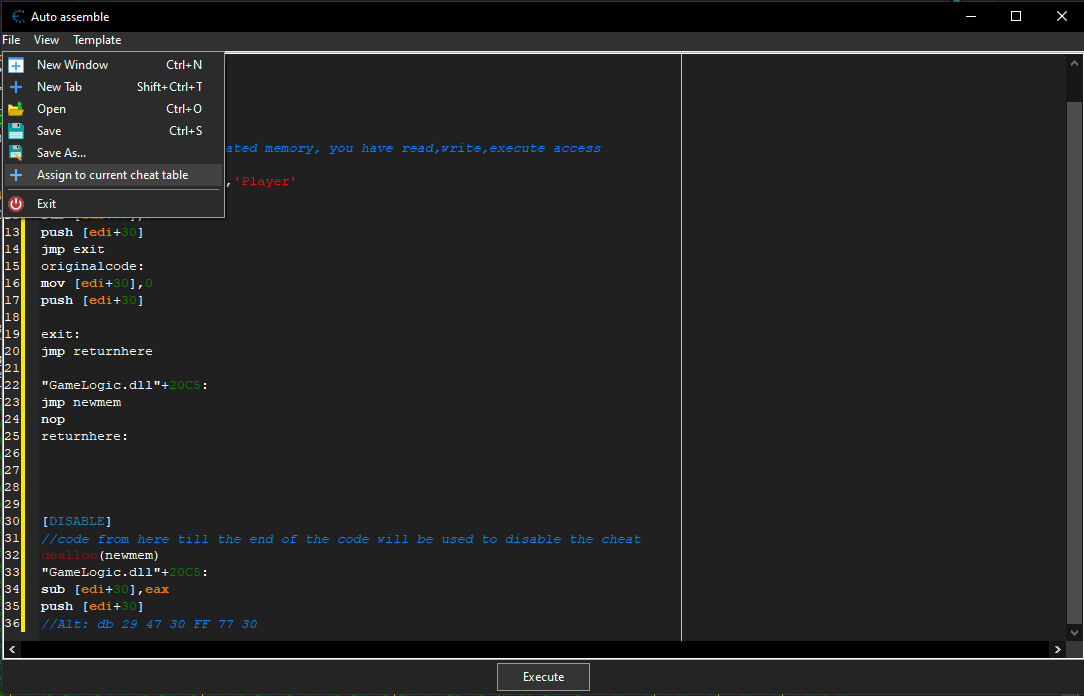 Auto assemble
File View Template
New Window Ctrl+N
New Tab Shift+Ctrl+T
Open Ctrl+O
Save Ctrl+S
Save As...
Assign to current cheat table
Exit
ated memory, you have read,write,execute access
,'Player'
13 push [edi+30]
14 jmp exit
15 originalcode:
16 mov [edi+30],0
17 push [edi+30]
18
19 exit:
20 jmp returnhere
21
22 "GameLogic.dll"+20C5:
23 jmp newmem
24 nop
25 returnhere:
26
27
28
29
30 [DISABLE]
31 //code from here till the end of the code will be used to disable the cheat
32 dealloc(newmem)
33 "GameLogic.dll"+20C5:
34 sub [edi+30],eax
35 push [edi+30]
36 //Alt: db 29 47 30 FF 77 30
Execute